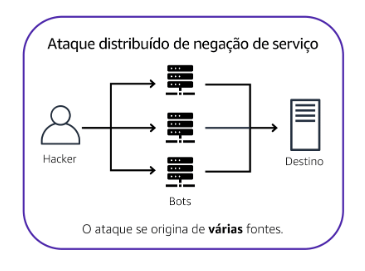 Ataque distribuído de negação de serviço
Hacker
Bots
Destino
O ataque se origina de várias fontes.